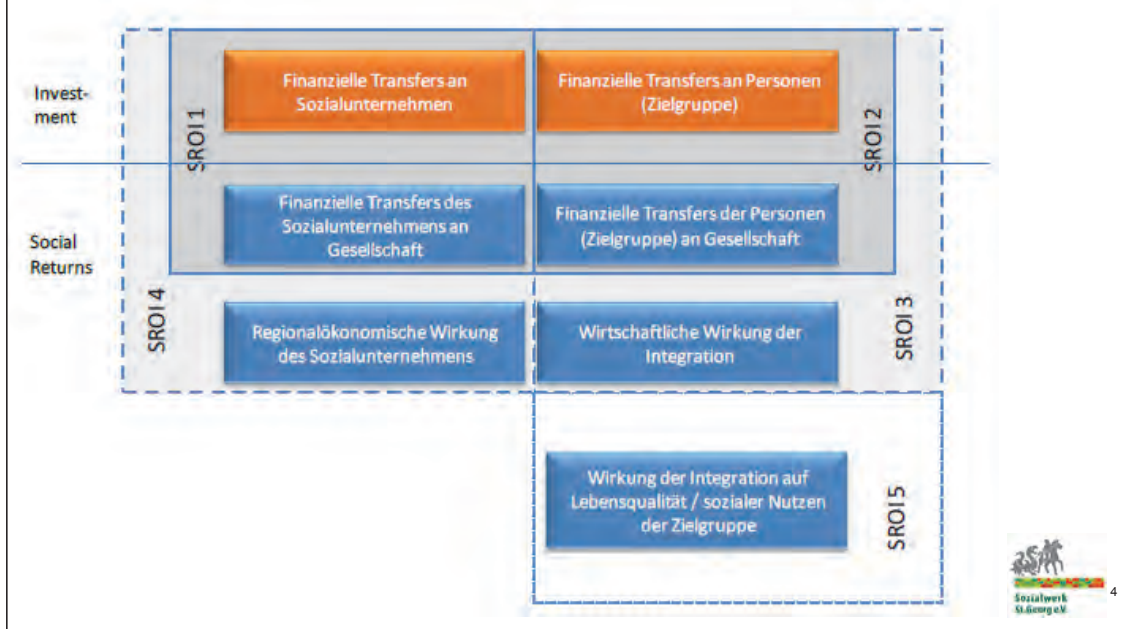 Invest-
ment
SROI 1
Finanzielle Transfers an
Sozialunternehmen
Finanzielle Transfers an Personen
(Zielgruppe)
SROI 2
Social
Returns
Finanzielle Transfers des
Sozialunternehmens an
Gesellschaft
Finanzielle Transfers der Personen
(Zielgruppe) an Gesellschaft
SROI 4
Regionalökonomische Wirkung
des Sozialunternehmens
Wirtschaftliche Wirkung der
Integration
SROI 3
Wirkung der Integration auf
Lebensqualität / sozialer Nutzen
der Zielgruppe
SROI 5
Sozialwerk
St. Georg e.V.
4